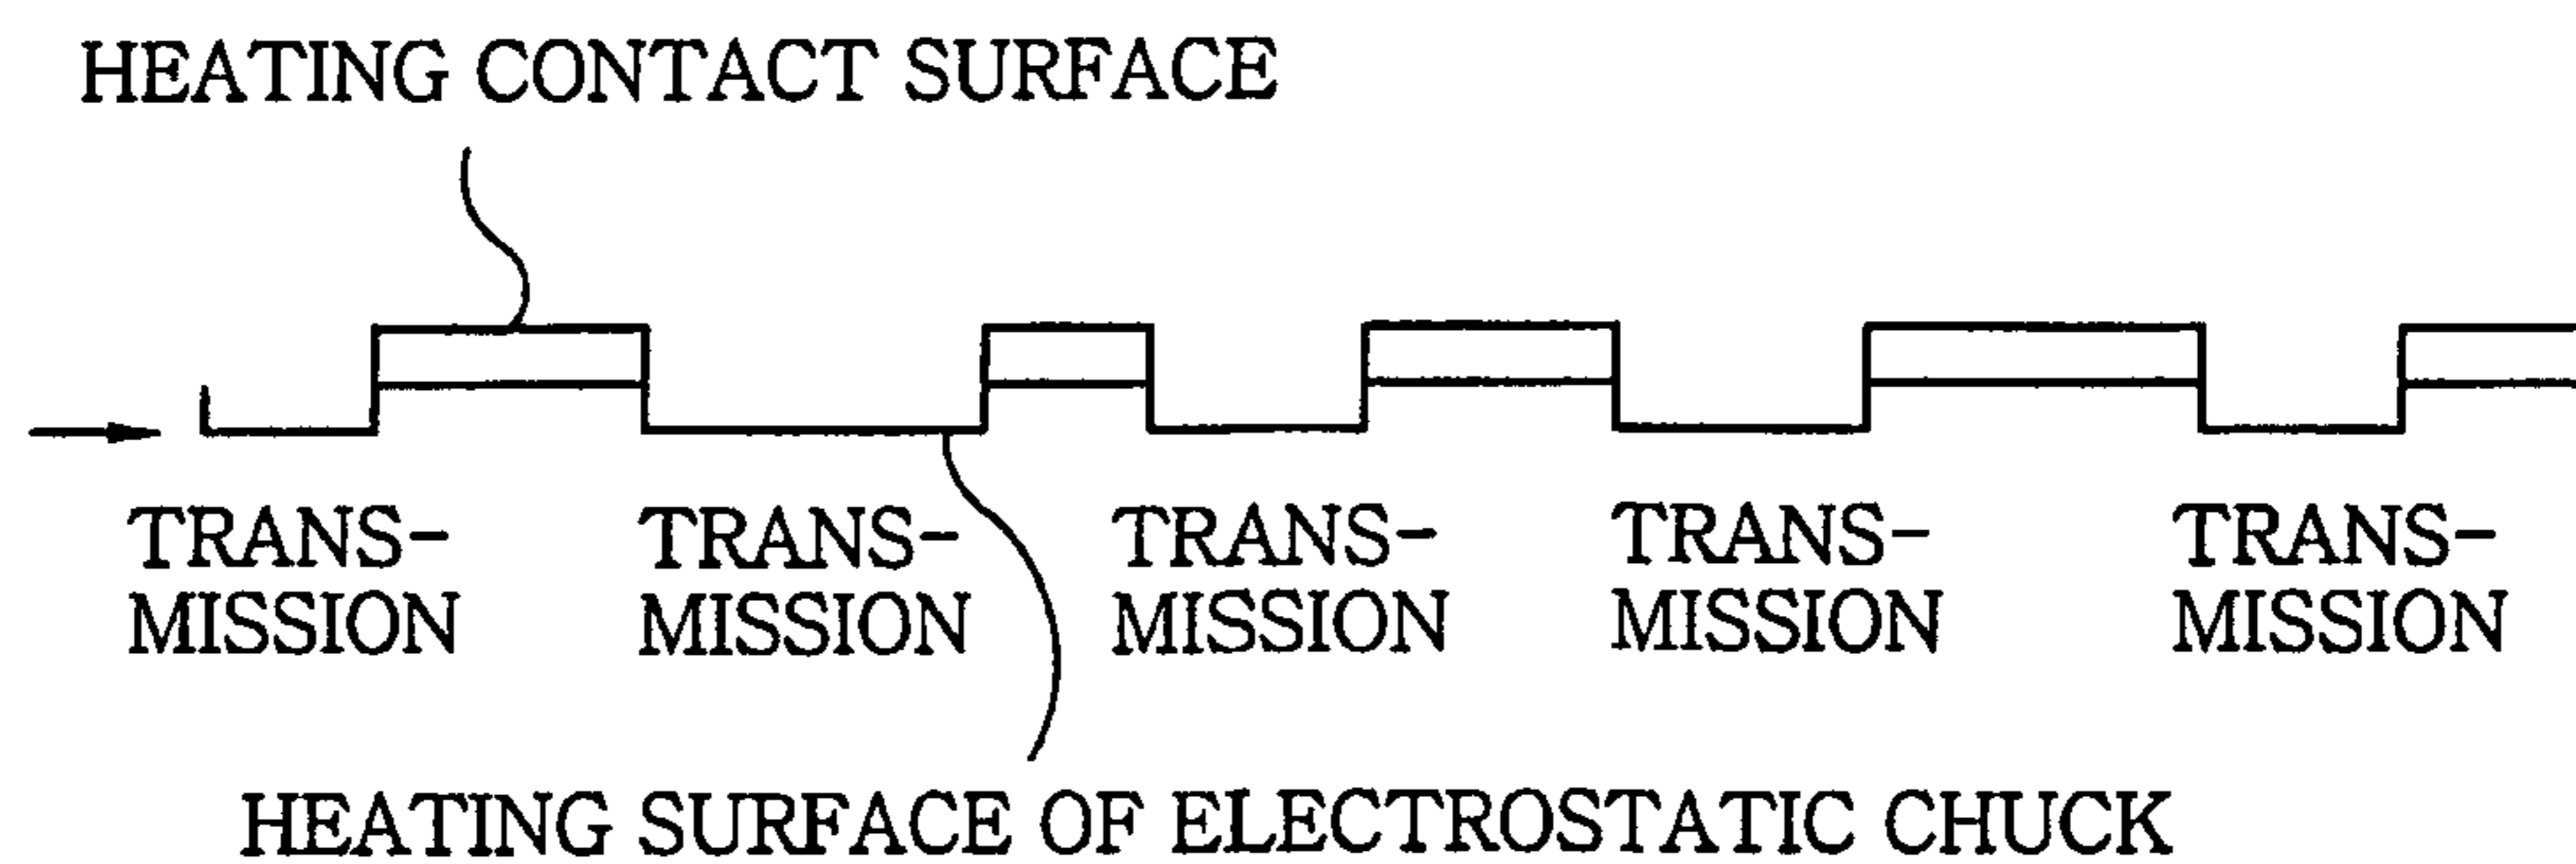 HEATING CONTACT SURFACE
TRANS-
MISSION
TRANS-
MISSION
TRANS-
MISSION
TRANS-
MISSION
TRANS-
MISSION
HEATING SURFACE OF ELECTROSTATIC CHUCK